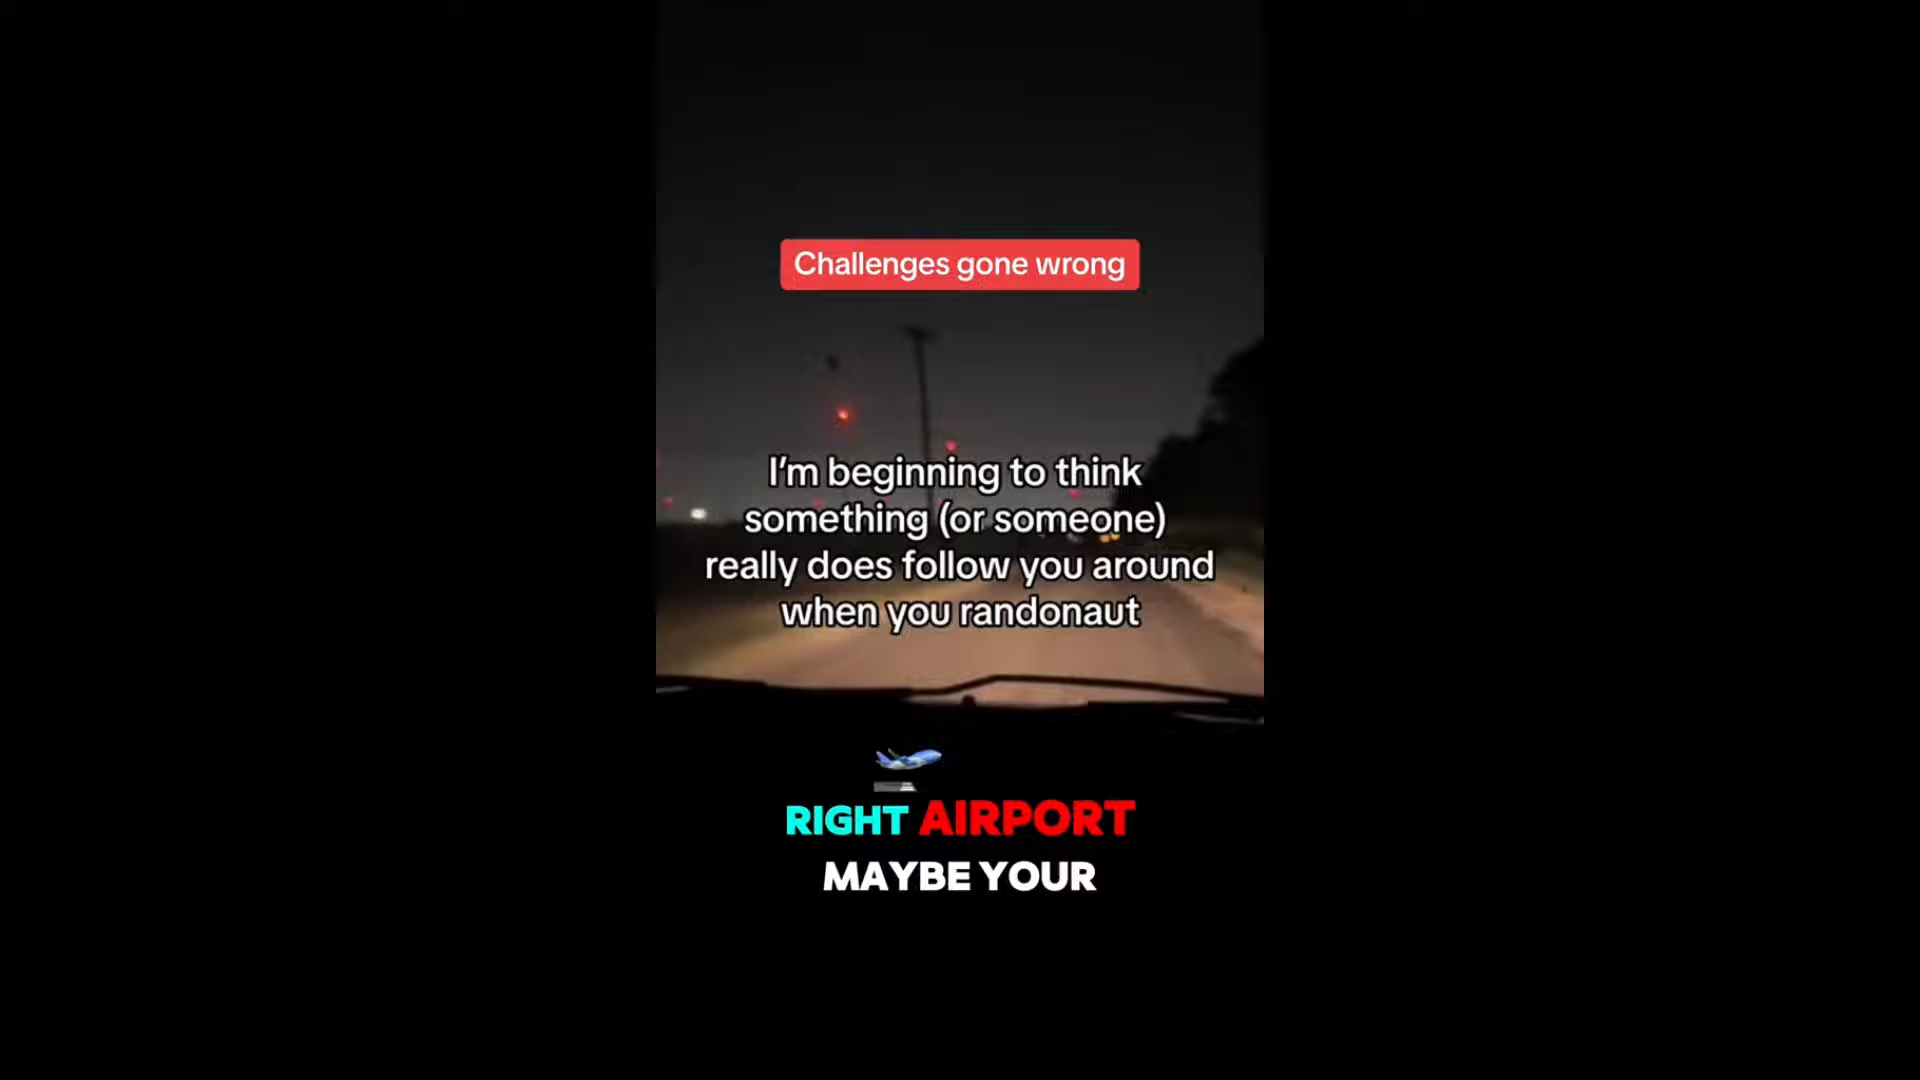 Challenges gone wrong
I’m beginning to think
something (or someone)
really does follow you around
when you randonaut
RIGHT AIRPORT
MAYBE YOUR